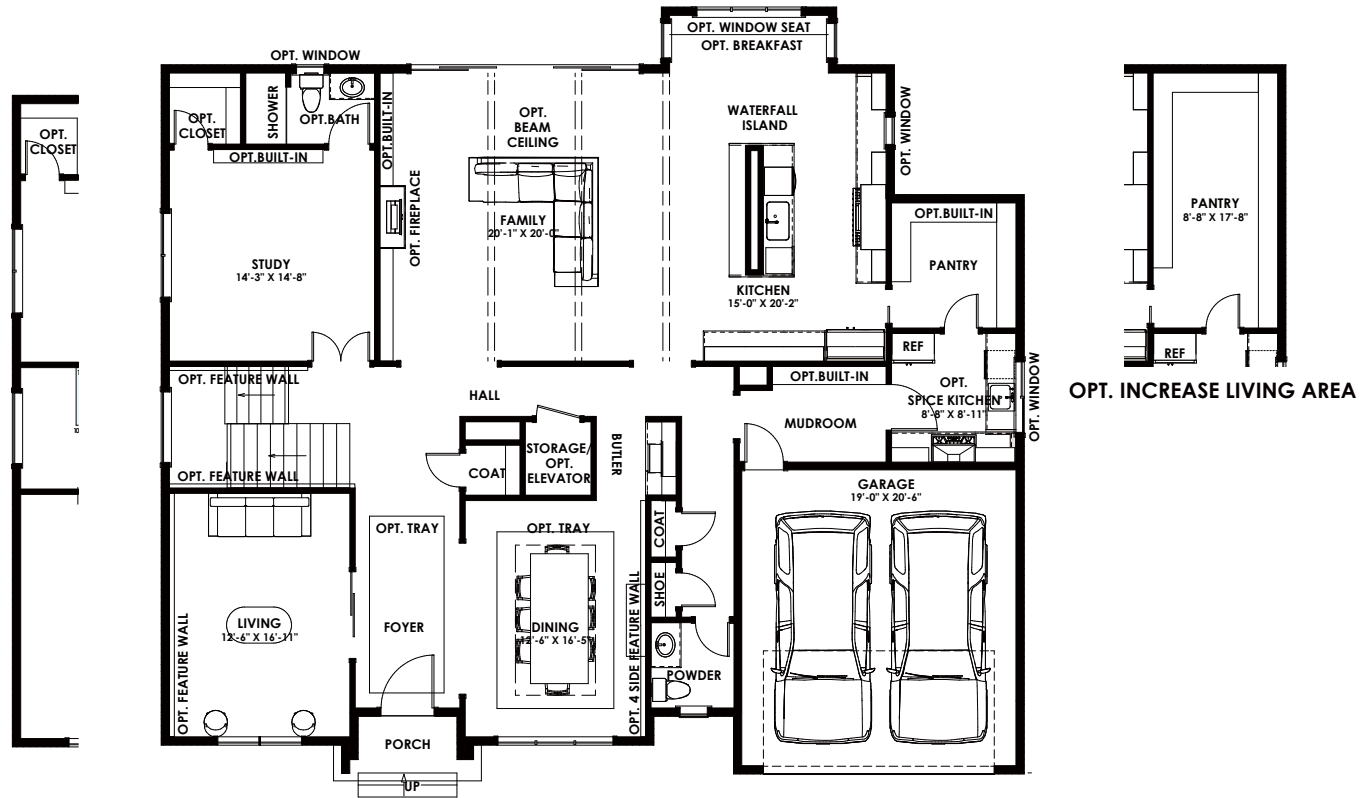 OPT. WINDOW SEAT
OPT. BREAKFAST
OPT. WINDOW
OPT.
CLOSET
OPT.
CLOSET
SHOWER
OPT.BATH
OPT.BUILT-IN
OPT.BUILT-IN
OPT.
BEAM
CEILING
WATERFALL
ISLAND
OPT. WINDOW
OPT. FIREPLACE
FAMILY
20'-1" X 20'-0"
STUDY
14'-3" X 14'-8"
KITCHEN
15'-0" X 20'-2"
OPT.BUILT-IN
PANTRY
PANTRY
8'-8" X 17'-8"
REF
REF
OPT. INCREASE LIVING AREA
OPT. FEATURE WALL
HALL
OPT.BUILT-IN
OPT.
SPICE KITCHEN
8'-8" X 8'-11"
OPT. WINDOW
MUDROOM
BUTLER
STORAGE/
OPT.
ELEVATOR
COAT
OPT. FEATURE WALL
GARAGE
19'-0" X 20'-6"
OPT. TRAY
OPT. TRAY
COAT
SHOE
LIVING
12'-6" X 16'-11"
FOYER
DINING
12'-6" X 16'-5"
OPT. FEATURE WALL
OPT. 4 SIDE FEATURE WALL
POWDER
PORCH
UP